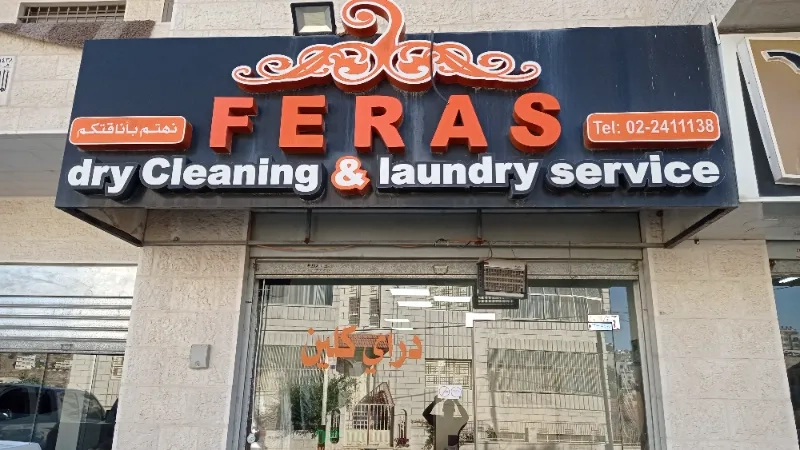 FERAS
نهتم بأناقتكم
Tel: 02-2411138
dry Cleaning & laundry service
دراي كلين